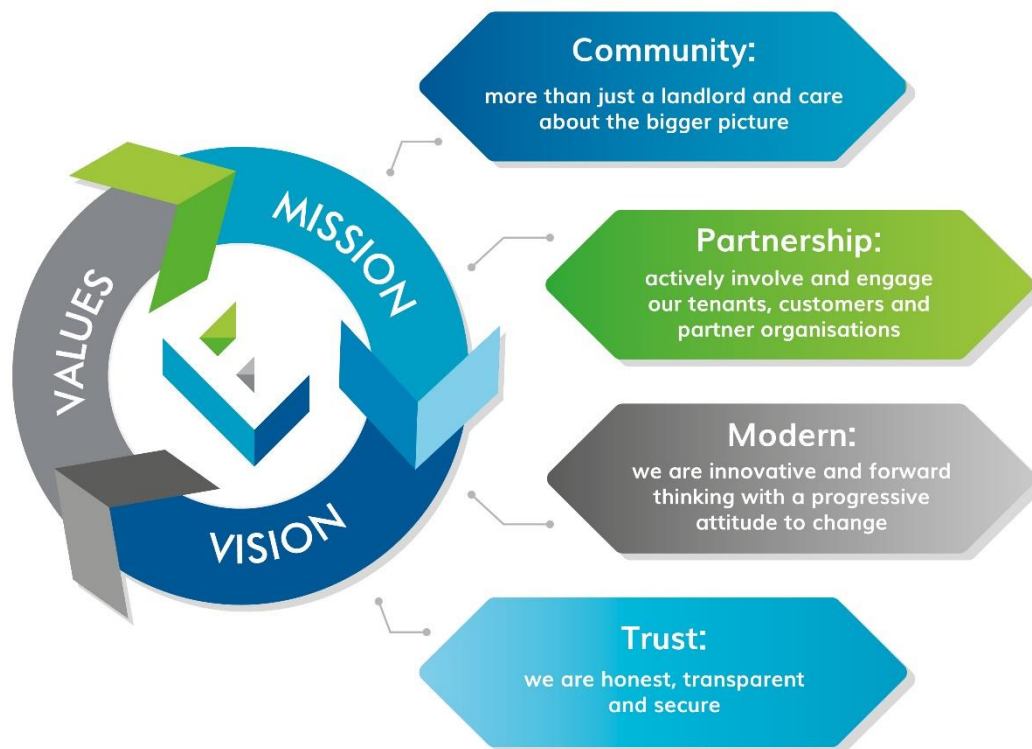 Community:
more than just a landlord and care
about the bigger picture
MISSION
VALUES
VISION
Partnership:
actively involve and engage
our tenants, customers and
partner organisations
Modern:
we are innovative and forward
thinking with a progressive
attitude to change
Trust:
we are honest, transparent
and secure